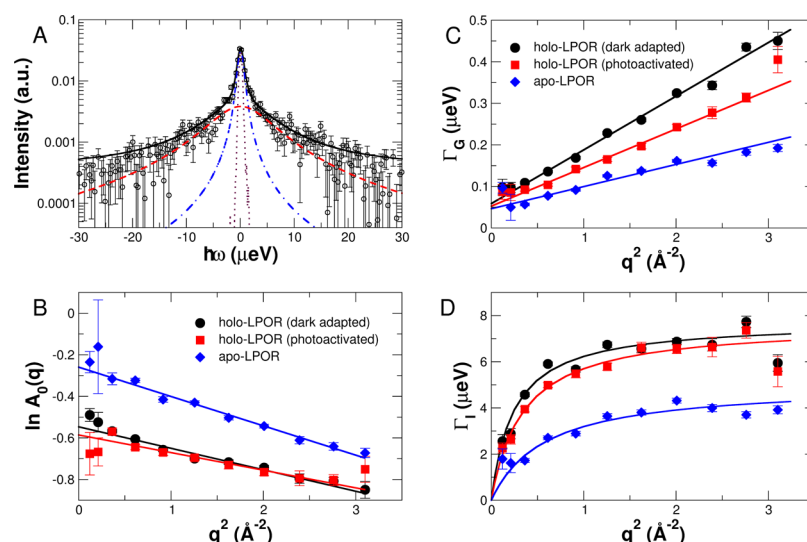 A
Intensity (a.u.)
0.1
0.01
0.001
0.0001
-30 -20 -10 0 10 20 30
ħω (μeV)
C
holo-LPOR (dark adapted)
holo-LPOR (photoactivated)
apo-LPOR
Γ_G (μeV)
0.5
0.4
0.3
0.2
0.1
0
0 1 2 3
q² (Å⁻²)
B
holo-LPOR (dark adapted)
holo-LPOR (photoactivated)
apo-LPOR
ln A₀(q)
0
-0.2
-0.4
-0.6
-0.8
0 1 2 3
q² (Å⁻²)
D
Γ_I (μeV)
8
6
4
2
0
0 1 2 3
q² (Å⁻²)